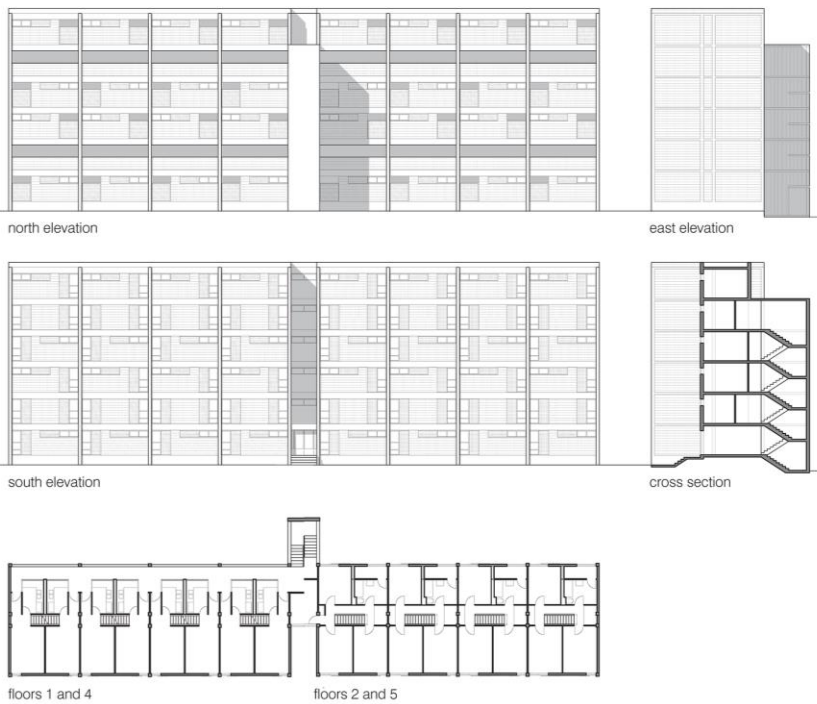 north elevation
east elevation
south elevation
cross section
floors 1 and 4
floors 2 and 5